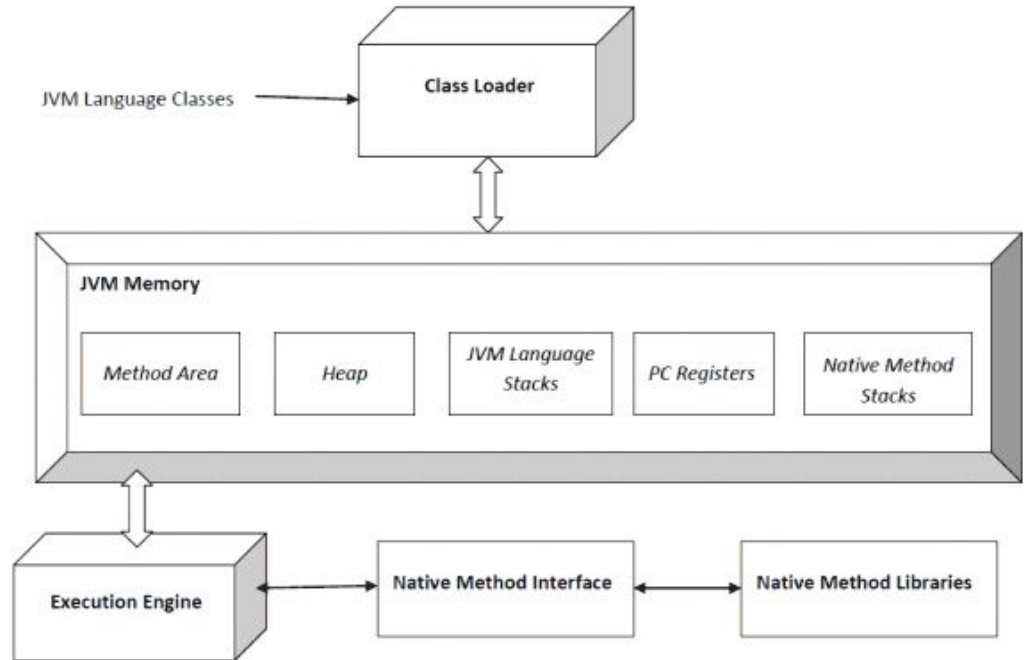 Class Loader
JVM Language Classes
JVM Memory
Method Area
Heap
JVM Language
Stacks
PC Registers
Native Method
Stacks
Execution Engine
Native Method Interface
Native Method Libraries